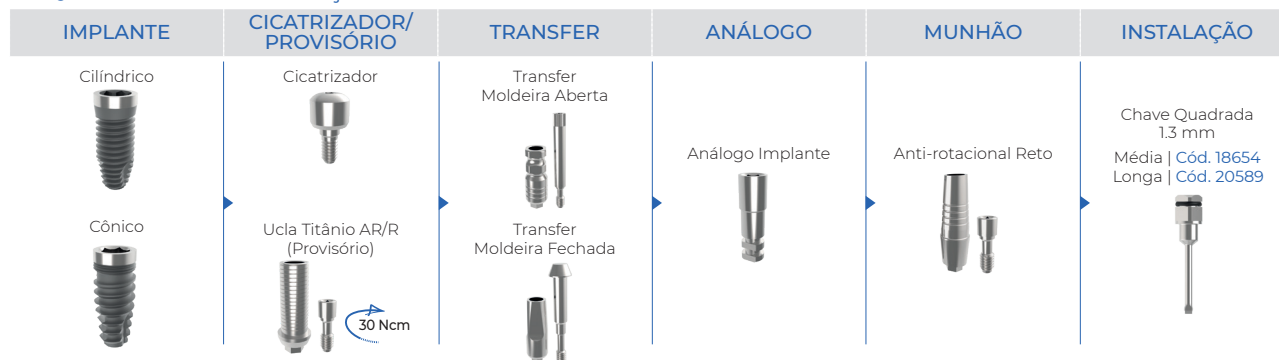 IMPLANTE
CICATRIZADOR/
PROVISÓRIO
TRANSFER
ANÁLOGO
MUNHÃO
INSTALAÇÃO
Cilíndrico
Cônico
Cicatrizador
Ucla Titânio AR/R
(Provisório)
30 Ncm
Transfer
Moldeira Aberta
Transfer
Moldeira Fechada
Análogo Implante
Anti-rotacional Reto
Chave Quadrada
1.3 mm
Média | Cód. 18654
Longa | Cód. 20589